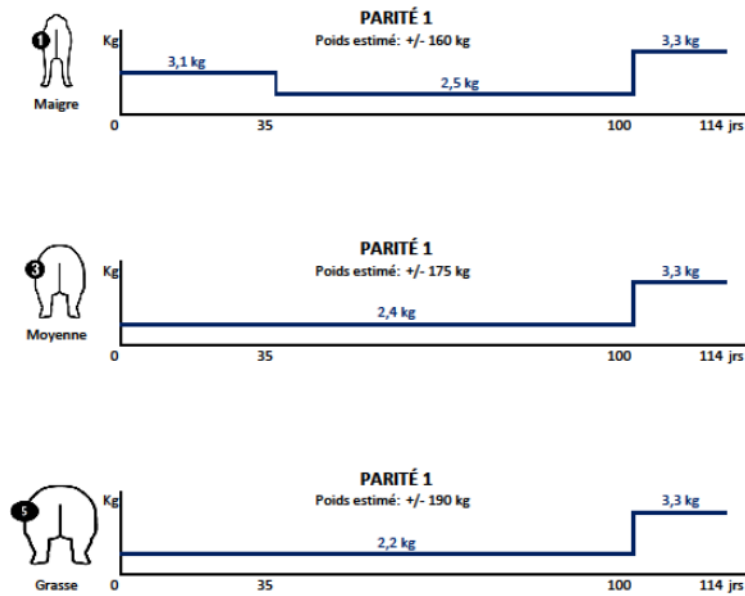 PARITÉ 1
Kg Poids estimé: +/- 160 kg 3,3 kg
1 3,1 kg
2,5 kg
Maigre
0 35 100 114 jrs
PARITÉ 1
Kg Poids estimé: +/- 175 kg 3,3 kg
3
2,4 kg
Moyenne
0 35 100 114 jrs
PARITÉ 1
Kg Poids estimé: +/- 190 kg 3,3 kg
5
2,2 kg
Grasse 0 35 100 114 jrs